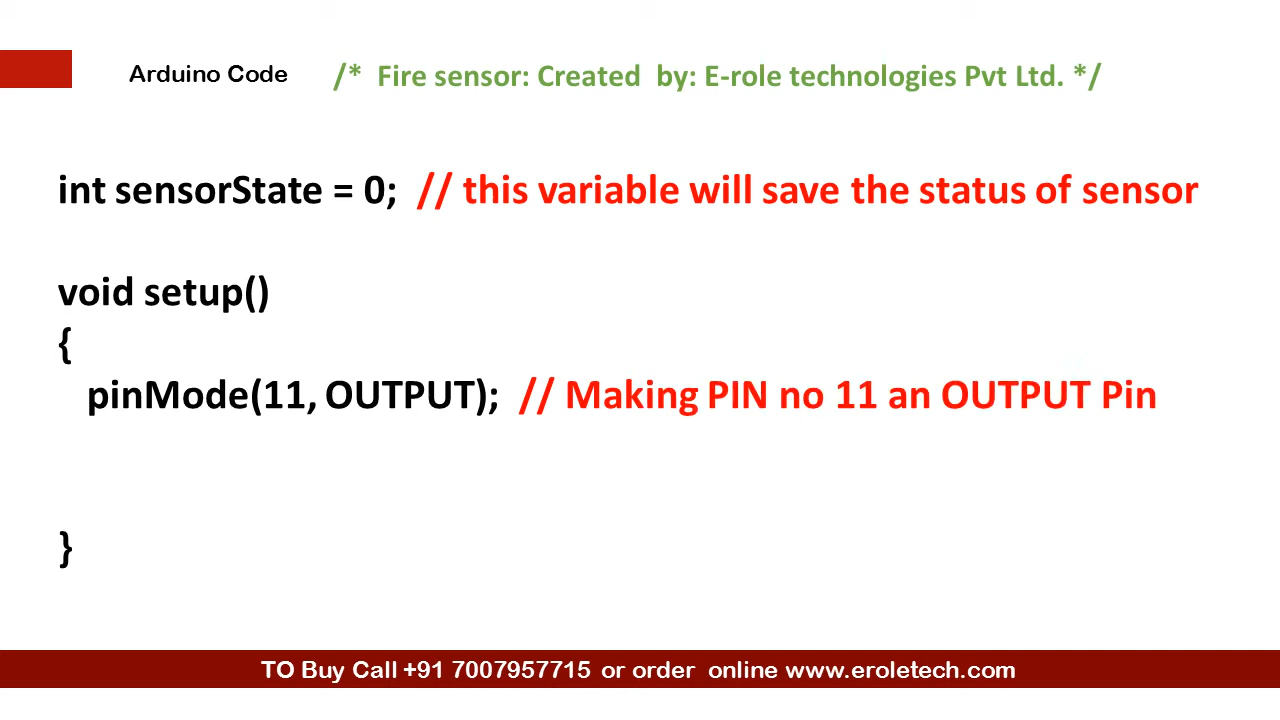 Arduino Code /* Fire sensor: Created by: E-role technologies Pvt Ltd. */
int sensorState = 0; // this variable will save the status of sensor
void setup()
{
pinMode(11, OUTPUT); // Making PIN no 11 an OUTPUT Pin
}
TO Buy Call +91 7007957715 or order online www.eroletech.com